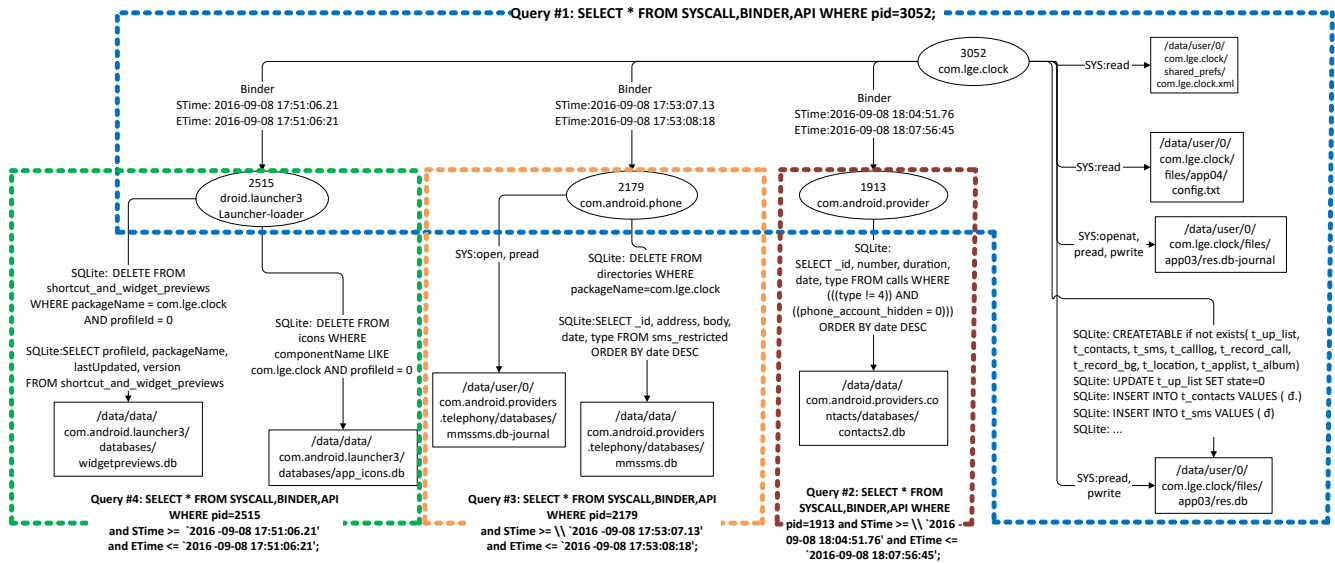 Query #1: SELECT * FROM SYSCALL,BINDER,API WHERE pid=3052;
3052
com.lge.clock
SYS:read
/data/user/0/
com.lge.clock/
shared_prefs/
com.lge.clock.xml
Binder
STime: 2016-09-08 17:51:06.21
ETime: 2016-09-08 17:51:06:21
Binder
STime:2016-09-08 17:53:07.13
ETime:2016-09-08 17:53:08:18
Binder
STime:2016-09-08 18:04:51.76
ETime:2016-09-08 18:07:56:45
SYS:read
/data/user/0/
com.lge.clock/
files/app04/
config.txt
2515
droid.launcher3
Launcher-loader
2179
com.android.phone
1913
com.android.provider
SYS:openat,
pread, pwrite
/data/user/0/
com.lge.clock/files/
app03/res.db-journal
SQLite: DELETE FROM
shortcut_and_widget_previews
WHERE packageName = com.lge.clock
AND profileId = 0
SQLite:SELECT profileId, packageName,
lastUpdated, version
FROM shortcut_and_widget_previews
/data/data/
com.android.launcher3/
databases/
widgetpreviews.db
SQLite: DELETE FROM
icons WHERE
componentName LIKE
com.lge.clock AND profileId = 0
/data/data/
com.android.launcher3/
databases/app_icons.db
SYS:open, pread
/data/user/0/
com.android.providers
.telephony/databases/
mmssms.db-journal
SQLite: DELETE FROM
directories WHERE
packageName=com.lge.clock
SQLite:SELECT _id, address, body,
date, type FROM sms_restricted
ORDER BY date DESC
/data/user/0/
com.android.providers
.telephony/databases/
mmssms.db
SQLite:
SELECT _id, number, duration,
date, type FROM calls WHERE
(((type != 4)) AND
((phone_account_hidden = 0)))
ORDER BY date DESC
/data/data/
com.android.providers.co
ntacts/databases/
contacts2.db
SQLite: CREATETABLE if not exists( t_up_list,
t_contacts, t_sms, t_calllog, t_record_call,
t_record_bg, t_location, t_applist, t_album)
SQLite: UPDATE t_up_list SET state=0
SQLite: INSERT INTO t_contacts VALUES ( đ.)
SQLite: INSERT INTO t_sms VALUES ( đ)
SQLite: ...
SYS:pread,
pwrite
/data/user/0/
com.lge.clock/files/
app03/res.db
Query #4: SELECT * FROM SYSCALL,BINDER,API
WHERE pid=2515
and STime >= `2016 -09-08 17:51:06.21'
and ETime <= `2016 -09-08 17:51:06:21';
Query #3: SELECT * FROM SYSCALL,BINDER,API
WHERE pid=2179
and STime >= \\ `2016 -09-08 17:53:07.13'
and ETime <= `2016 -09-08 17:53:08:18';
Query #2: SELECT * FROM
SYSCALL,BINDER,API WHERE
pid=1913 and STime >= \\ `2016 -
09-08 18:04:51.76' and ETime <=
`2016-09-08 18:07:56:45';